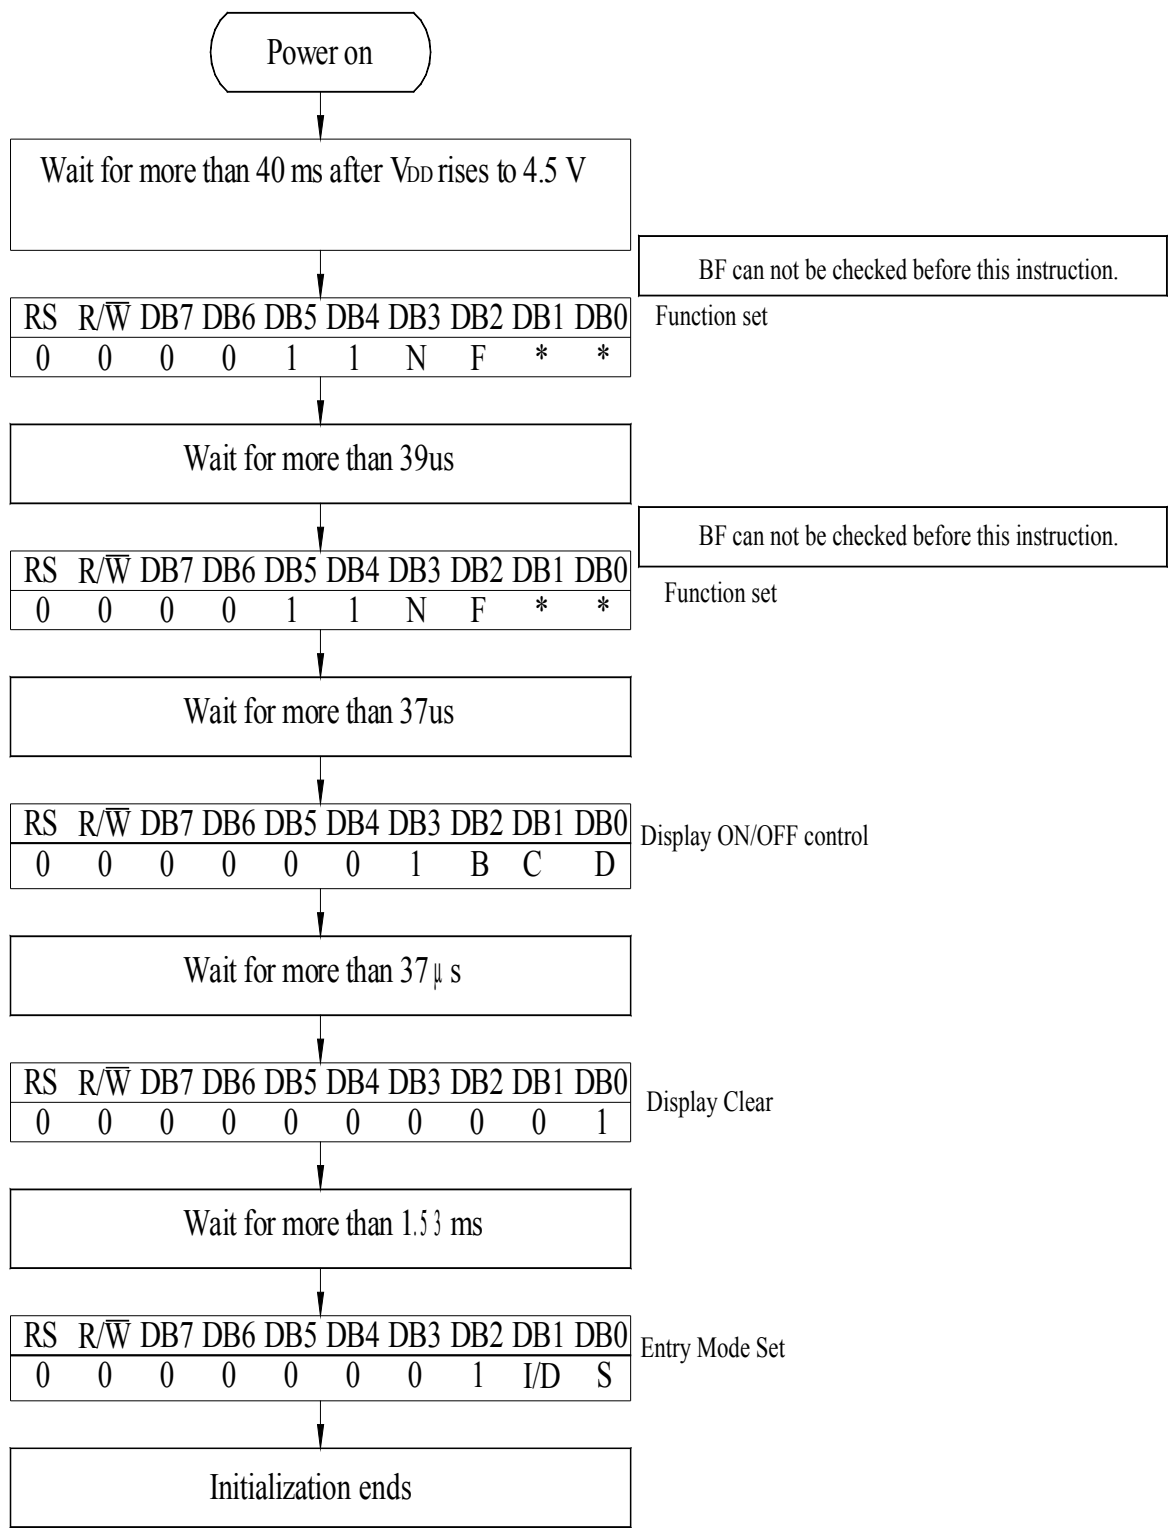 Power on
Wait for more than 40 ms after VDD rises to 4.5 V
BF can not be checked before this instruction.
RS R/W̅ DB7 DB6 DB5 DB4 DB3 DB2 DB1 DB0
Function set
0 0 0 0 1 1 N F * *
Wait for more than 39us
BF can not be checked before this instruction.
RS R/W̅ DB7 DB6 DB5 DB4 DB3 DB2 DB1 DB0
Function set
0 0 0 0 1 1 N F * *
Wait for more than 37us
RS R/W̅ DB7 DB6 DB5 DB4 DB3 DB2 DB1 DB0
Display ON/OFF control
0 0 0 0 0 0 1 B C D
Wait for more than 37μ s
RS R/W̅ DB7 DB6 DB5 DB4 DB3 DB2 DB1 DB0
Display Clear
0 0 0 0 0 0 0 0 0 1
Wait for more than 1.53 ms
RS R/W̅ DB7 DB6 DB5 DB4 DB3 DB2 DB1 DB0
Entry Mode Set
0 0 0 0 0 0 0 1 I/D S
Initialization ends